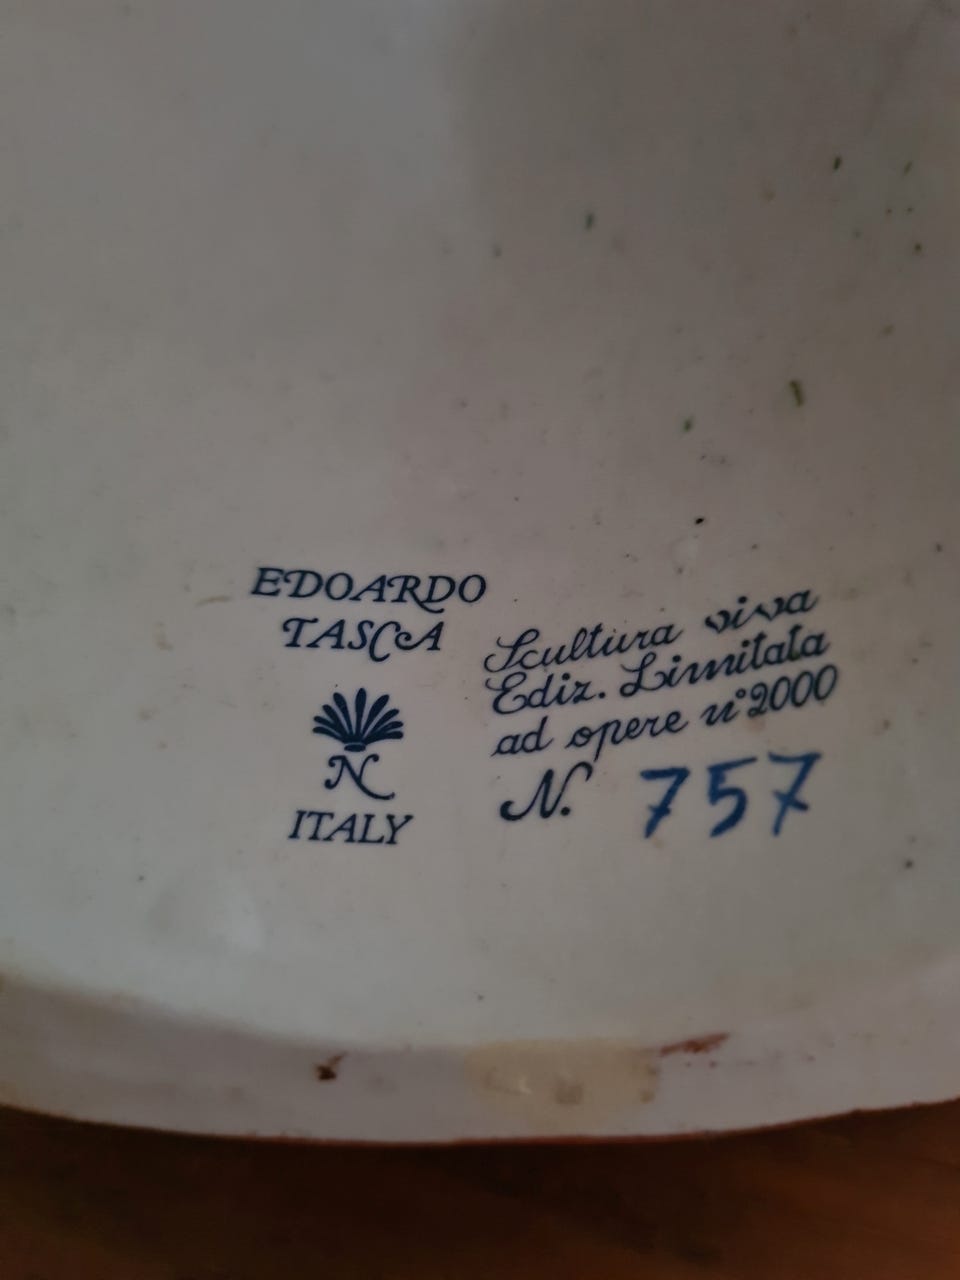 EDOARDO
TASCA
N
ITALY
Scultura viva
Ediz. Limitata
ad opere n° 2000
N. 757